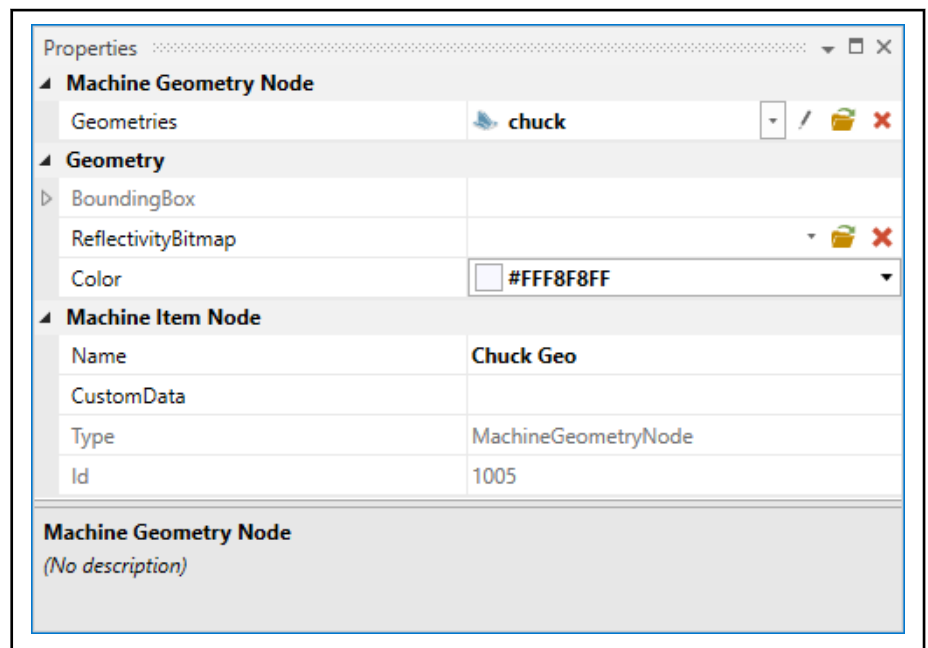 Properties
Machine Geometry Node
Geometries chuck
Geometry
BoundingBox
ReflectivityBitmap
Color #FFF8F8FF
Machine Item Node
Name Chuck Geo
CustomData
Type MachineGeometryNode
Id 1005
Machine Geometry Node
(No description)